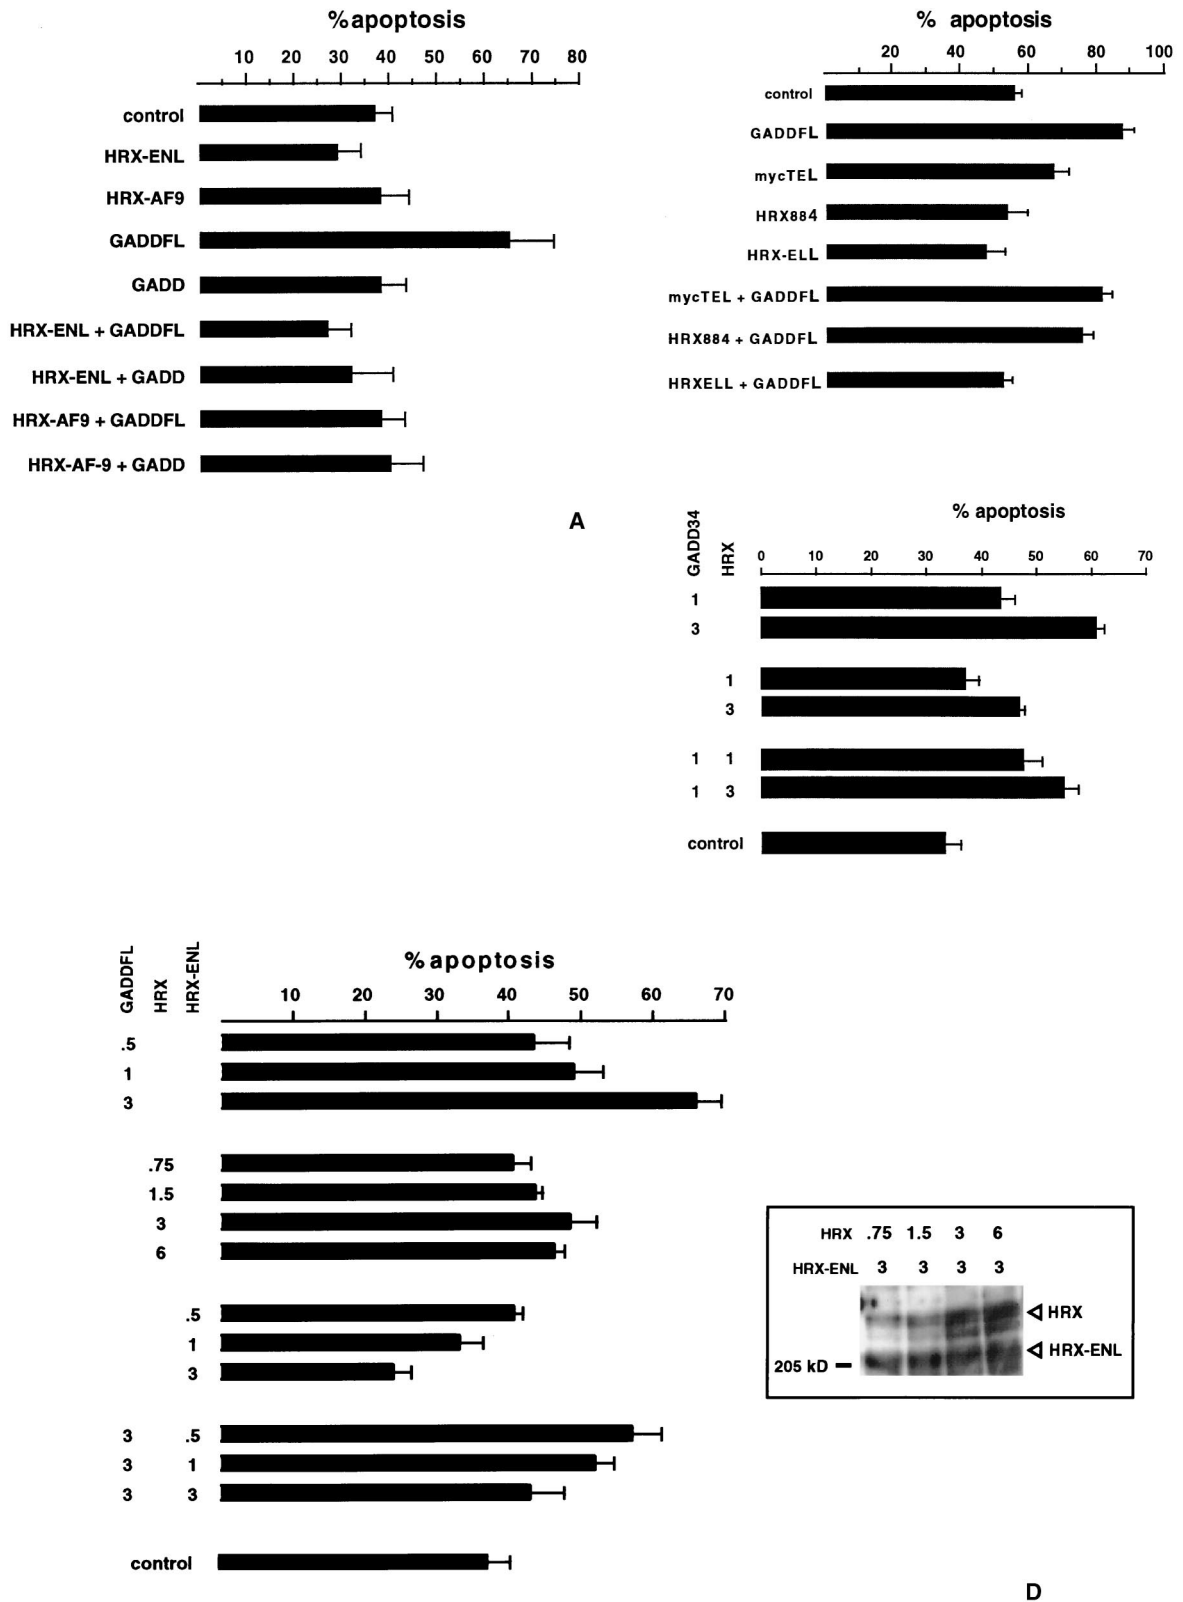 %apoptosis
10 20 30 40 50 60 70 80
control
HRX-ENL
HRX-AF9
GADDFL
GADD
HRX-ENL + GADDFL
HRX-ENL + GADD
HRX-AF9 + GADDFL
HRX-AF-9 + GADD
A
% apoptosis
20 40 60 80 100
control
GADDFL
mycTEL
HRX884
HRX-ELL
mycTEL + GADDFL
HRX884 + GADDFL
HRXELL + GADDFL
% apoptosis
GADD34
HRX
0 10 20 30 40 50 60 70
1
3
1
3
1 1
1 3
control
%apoptosis
GADDFL
HRX
HRX-ENL
10 20 30 40 50 60 70
.5
1
3
.75
1.5
3
6
.5
1
3
3 .5
3 1
3 3
control
HRX .75 1.5 3 6
HRX-ENL 3 3 3 3
HRX
HRX-ENL
205 kD
D